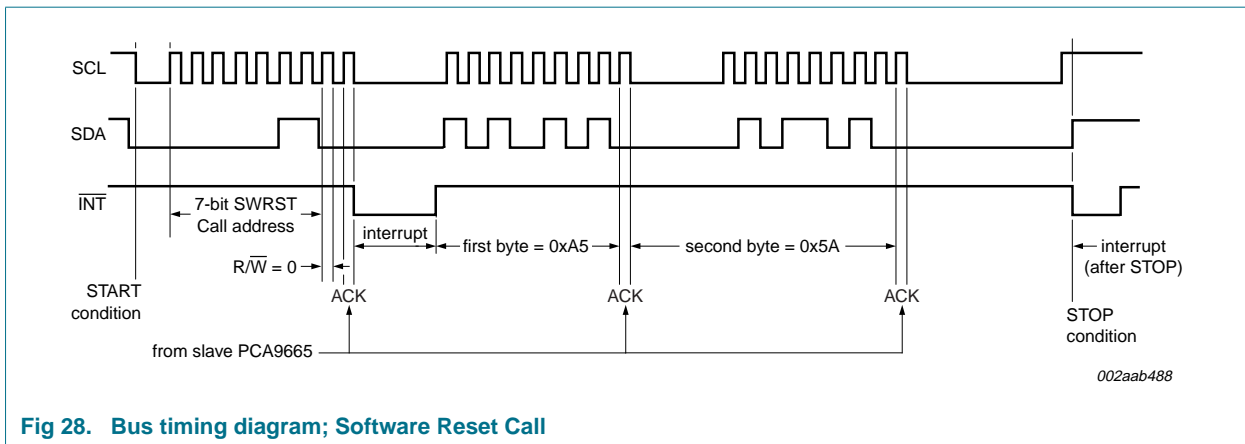 SCL
SDA
INT
7-bit SWRST
Call address
interrupt
first byte = 0xA5
second byte = 0x5A
interrupt
(after STOP)
R/W = 0
START
condition
ACK
ACK
ACK
STOP
condition
from slave PCA9665
002aab488
Fig 28. Bus timing diagram; Software Reset Call